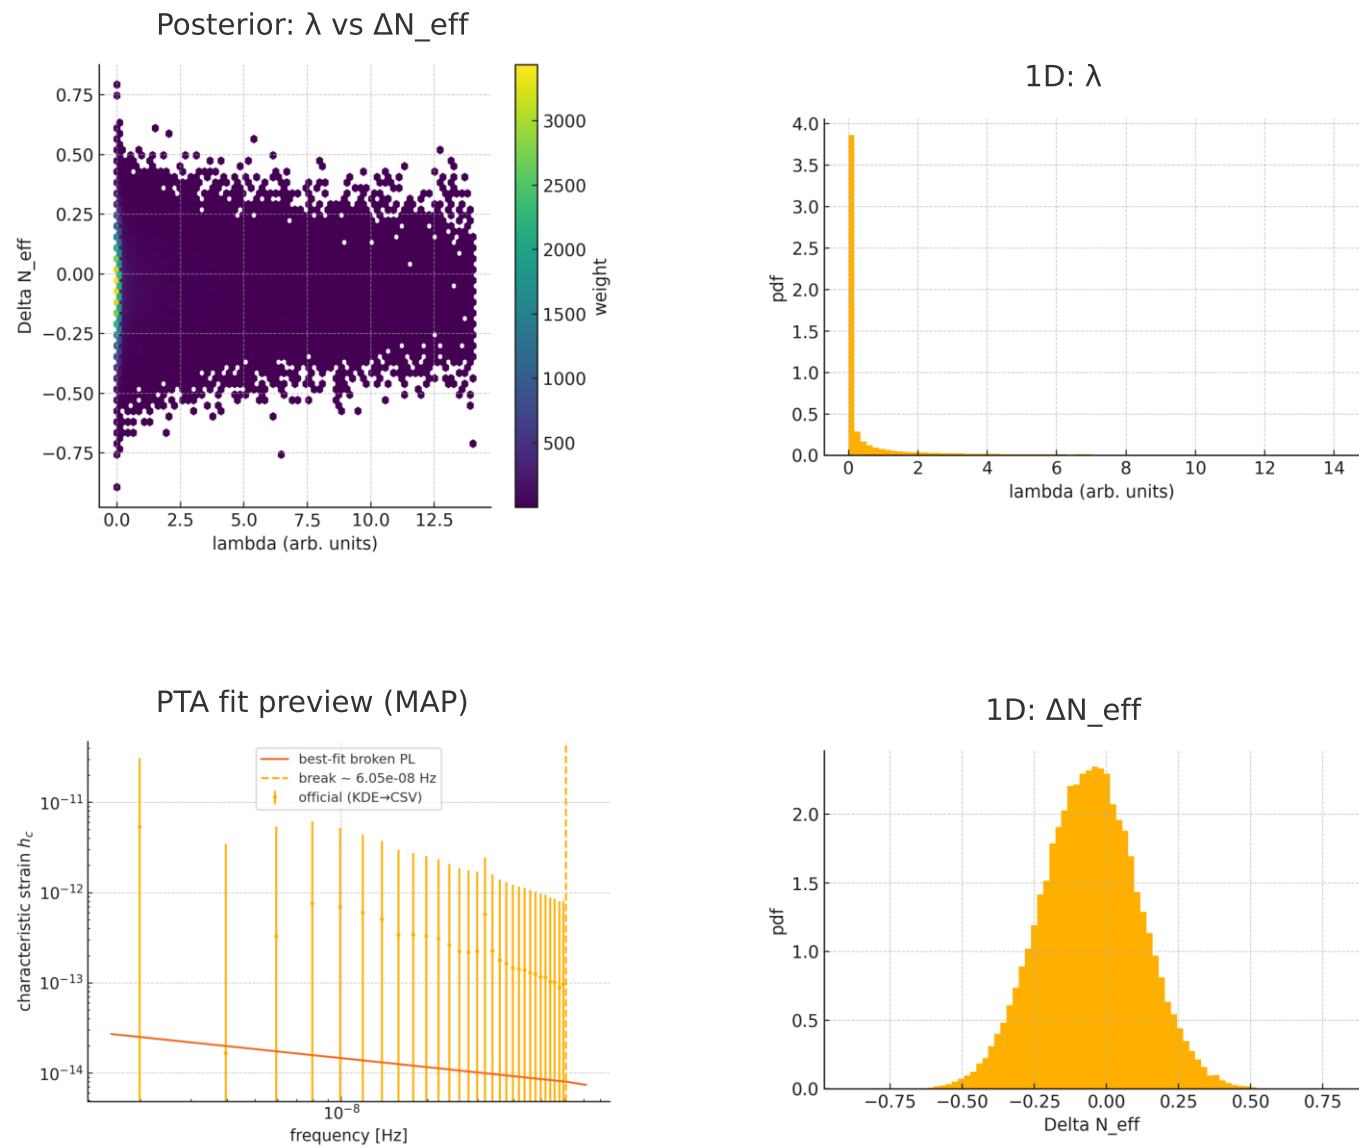 Posterior: λ vs ΔN_eff
0.75
0.50
0.25
0.00
−0.25
−0.50
−0.75
Delta N_eff
0.0 2.5 5.0 7.5 10.0 12.5
lambda (arb. units)
3000
2500
2000
1500
1000
500
weight
1D: λ
4.0
3.5
3.0
2.5
2.0
1.5
1.0
0.5
0.0
pdf
0 2 4 6 8 10 12 14
lambda (arb. units)
PTA fit preview (MAP)
best-fit broken PL
break ~ 6.05e-08 Hz
official (KDE→CSV)
10⁻¹¹
10⁻¹²
10⁻¹³
10⁻¹⁴
characteristic strain h_c
10⁻⁸
frequency [Hz]
1D: ΔN_eff
2.0
1.5
1.0
0.5
0.0
pdf
−0.75 −0.50 −0.25 0.00 0.25 0.50 0.75
Delta N_eff